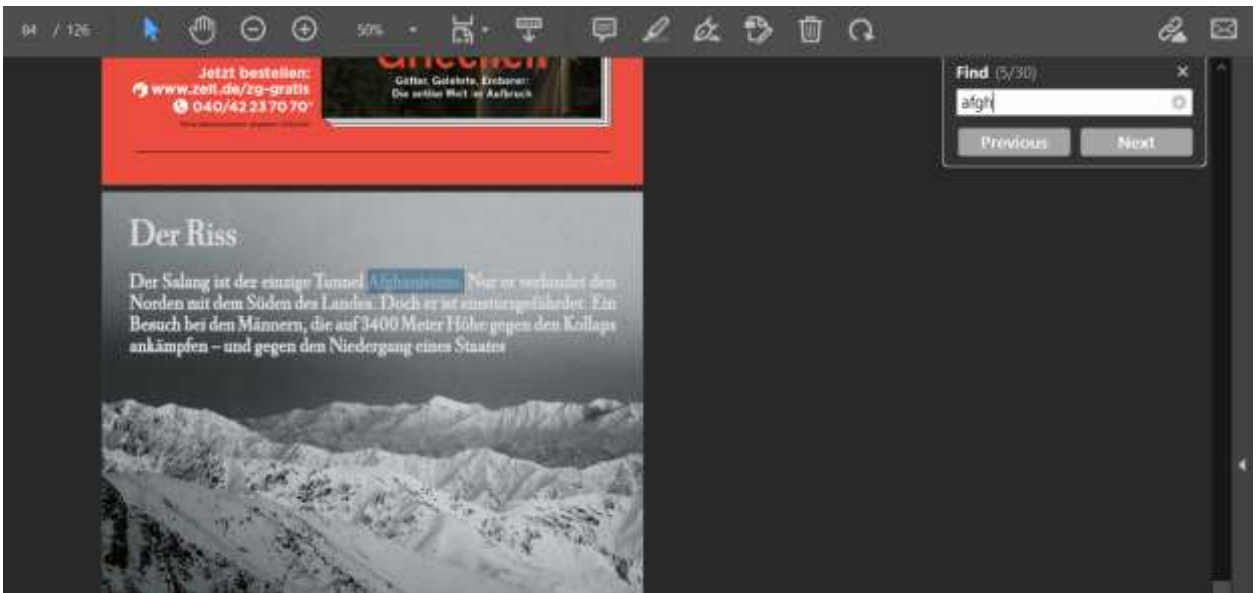 84 / 126
50%
Find (5/30)
afgh
Previous
Next
Griechen
Götter, Gelehrte, Eroberer:
Die antike Welt im Aufbruch
Jetzt bestellen:
www.zeit.de/zg-gratis
040/42 23 70 70*
Der Riss
Der Salang ist der einzige Tunnel Afghanistans. Nur er verbindet den
Norden mit dem Süden des Landes. Doch er ist einsturzgefährdet. Ein
Besuch bei den Männern, die auf 3400 Meter Höhe gegen den Kollaps
ankämpfen – und gegen den Niedergang eines Staates